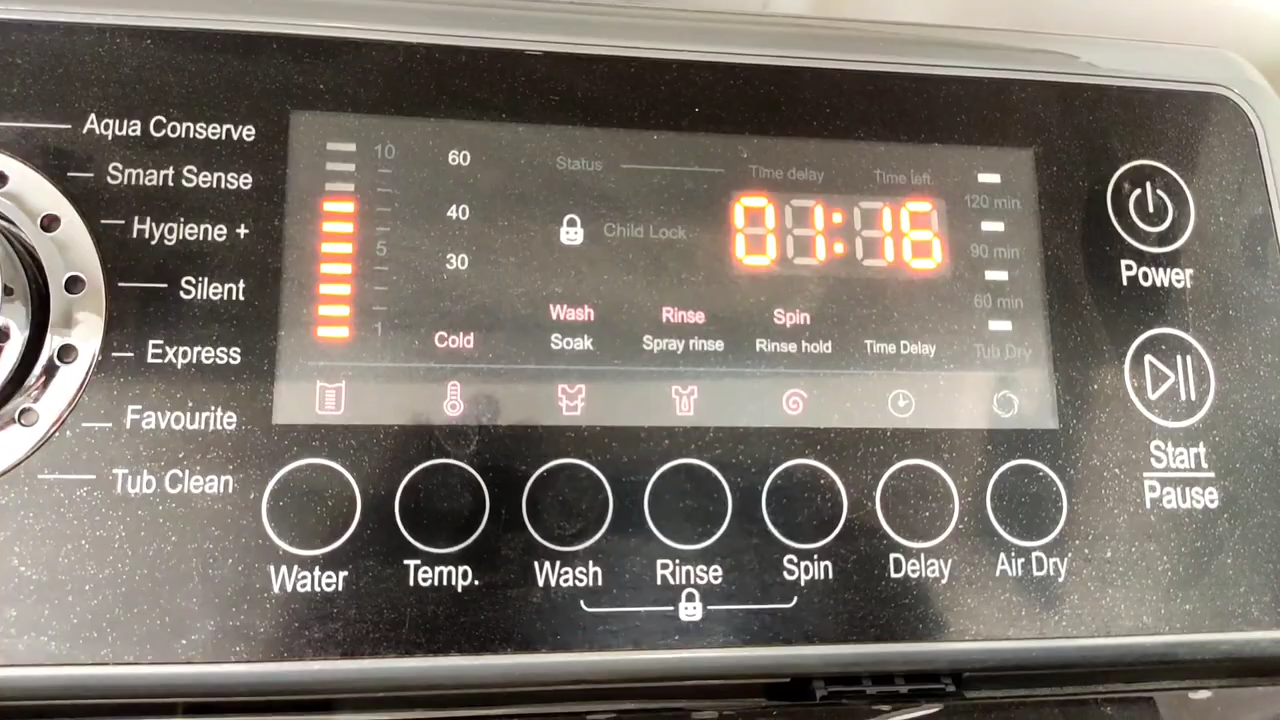 Aqua Conserve
Smart Sense
Hygiene +
Silent
Express
Favourite
Tub Clean
10
5
1
60
40
30
Cold
Status
Child Lock
Time delay
Time left
01:16
120 min
90 min
60 min
Tub Dry
Wash
Rinse
Spin
Soak
Spray rinse
Rinse hold
Time Delay
Water
Temp.
Wash
Rinse
Spin
Delay
Air Dry
Power
Start
Pause